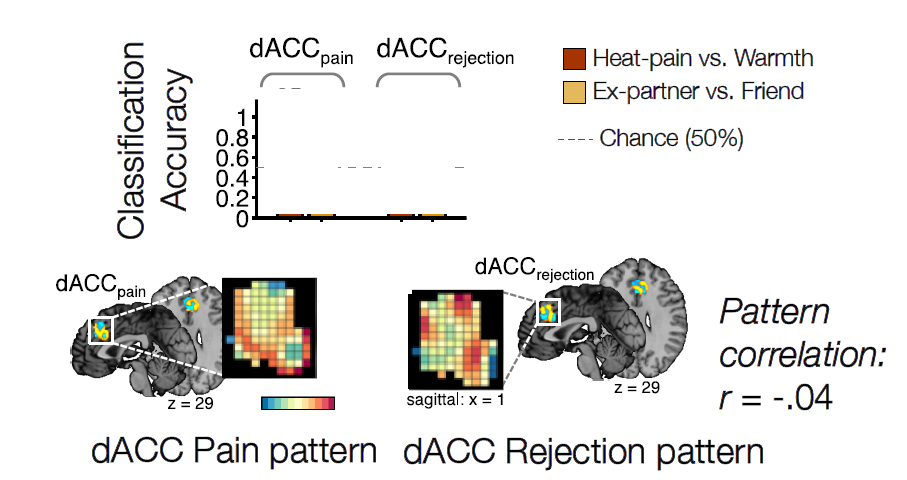 Classification
Accuracy
dACCpain
dACCrejection
Heat-pain vs. Warmth
Ex-partner vs. Friend
Chance (50%)
1
0.8
0.6
0.4
0.2
0
dACCpain
z = 29
dACCrejection
sagittal: x = 1
z = 29
Pattern
correlation:
r = -.04
dACC Pain pattern
dACC Rejection pattern